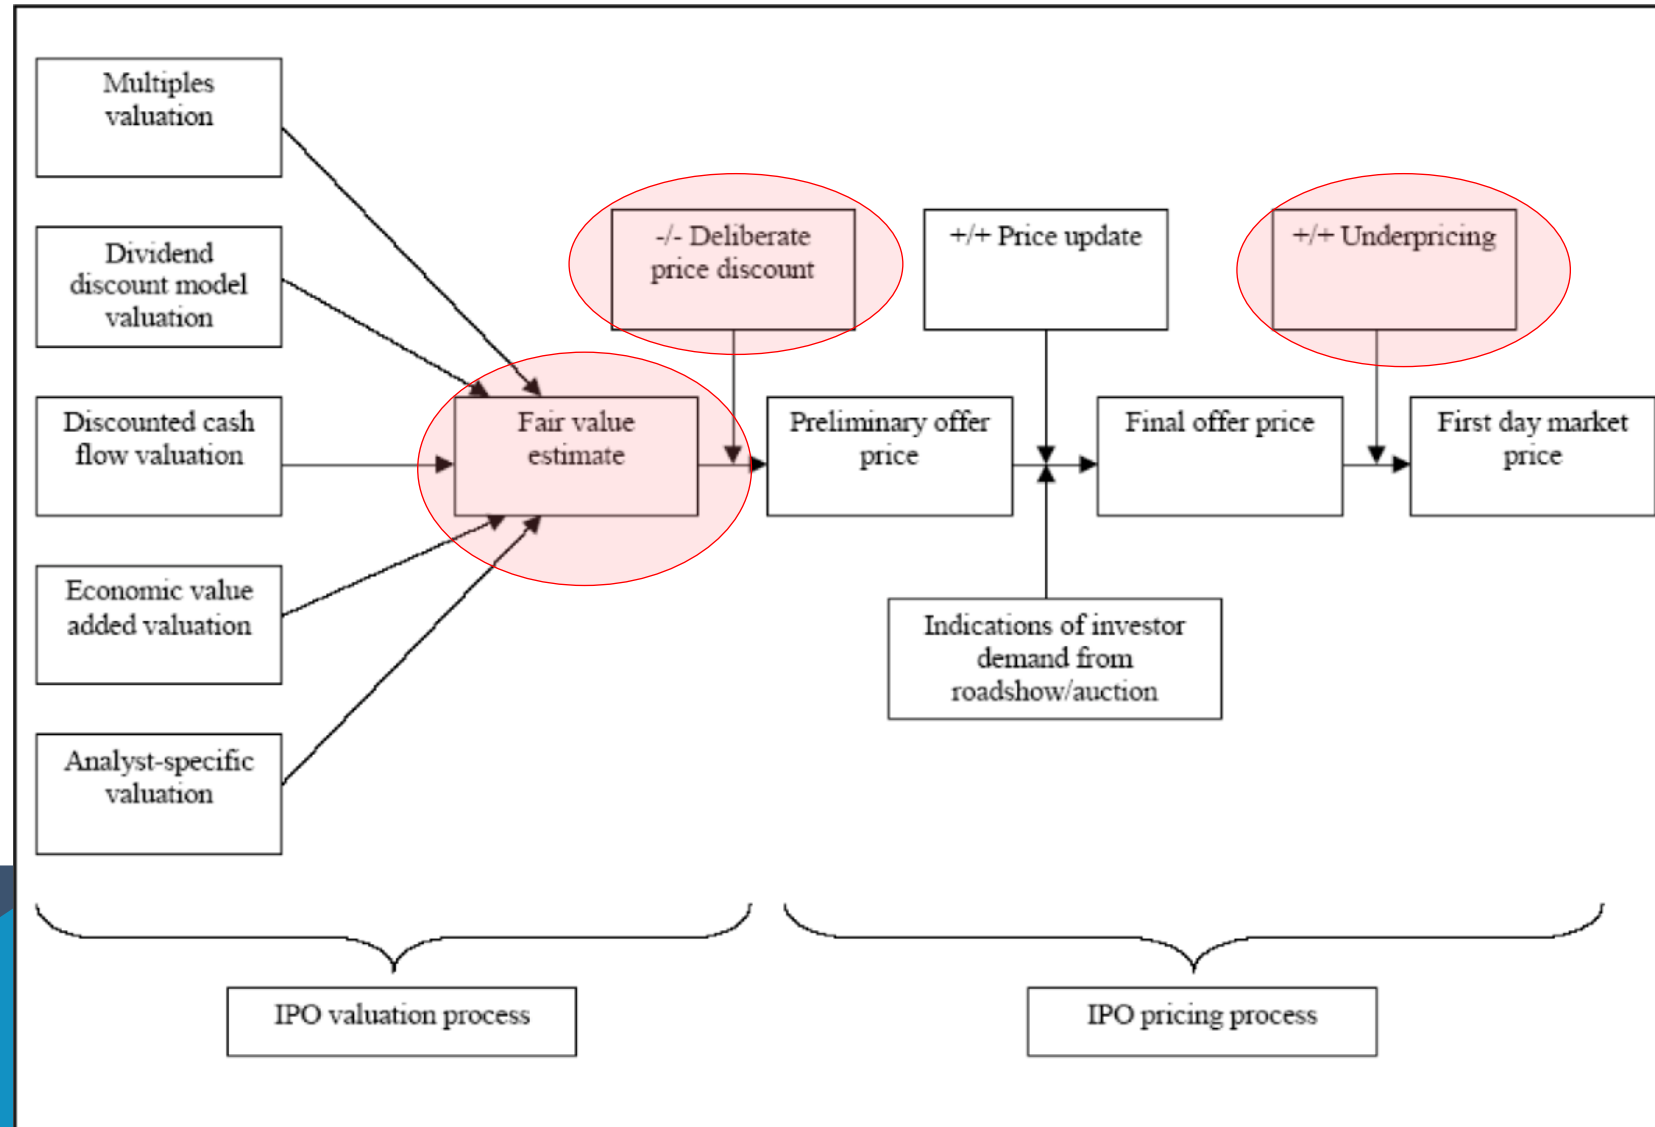 Multiples
valuation
Dividend
discount model
valuation
Discounted cash
flow valuation
Economic value
added valuation
Analyst-specific
valuation
Fair value
estimate
-/- Deliberate
price discount
Preliminary offer
price
+/+ Price update
Indications of investor
demand from
roadshow/auction
Final offer price
+/+ Underpricing
First day market
price
IPO valuation process
IPO pricing process